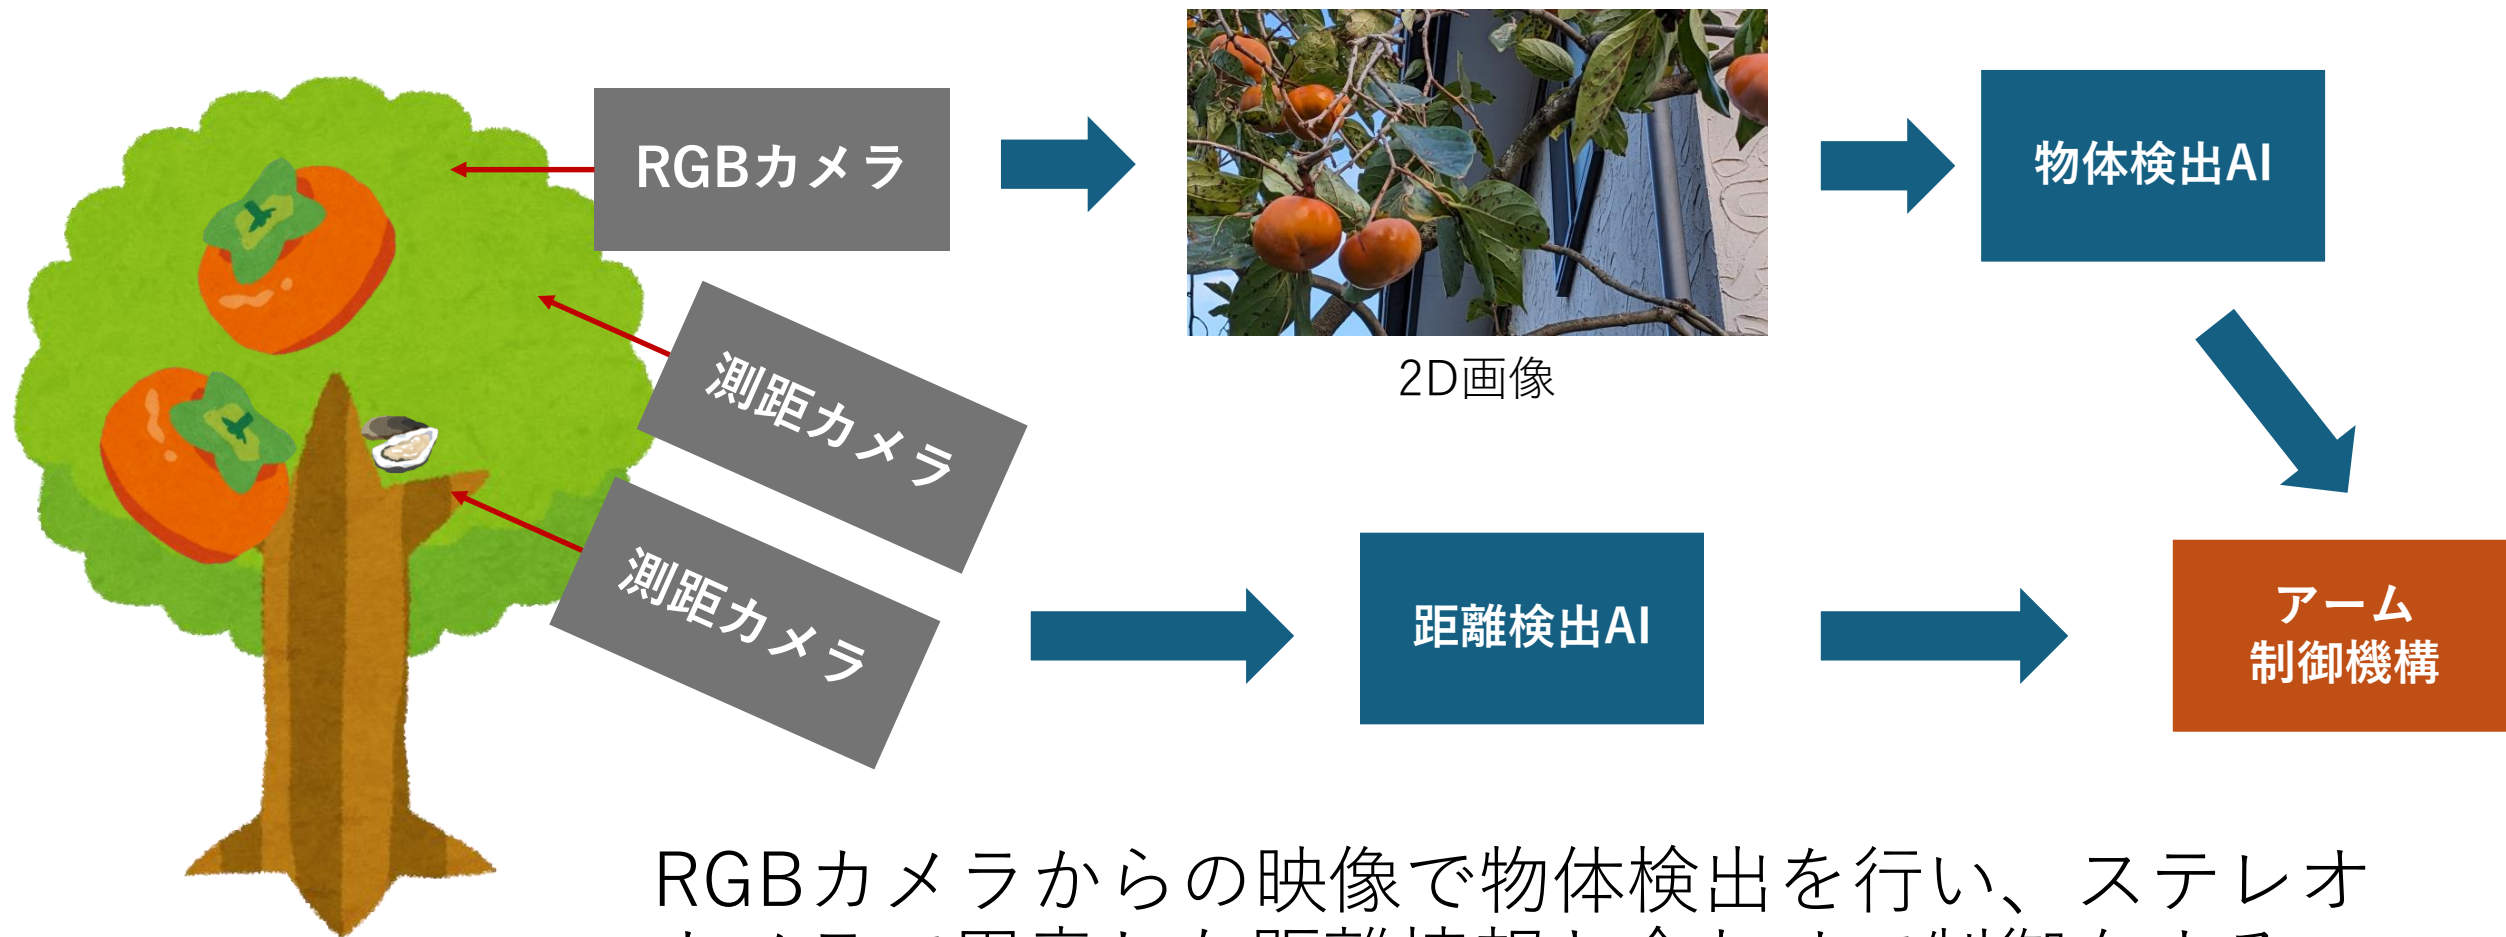 RGBカメラ
物体検出AI
測距カメラ
2D画像
測距カメラ
距離検出AI
アーム
制御機構
RGBカメラからの映像で物体検出を行い、ステレオ